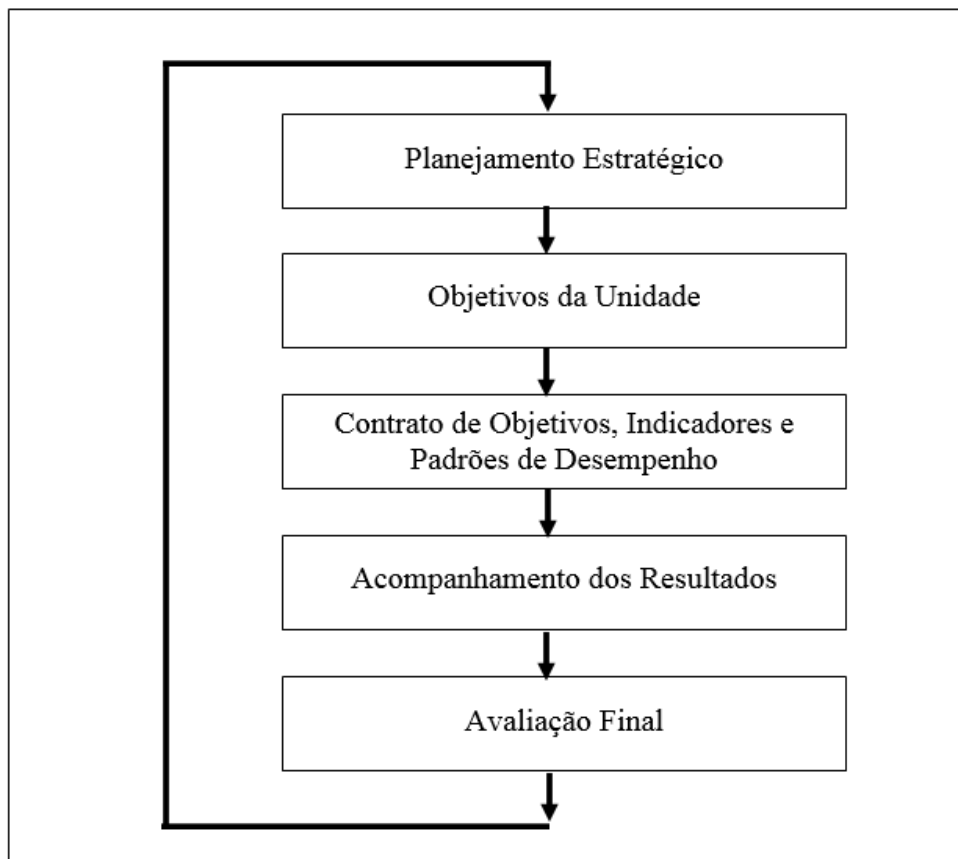 Planejamento Estratégico
Objetivos da Unidade
Contrato de Objetivos, Indicadores e
Padrões de Desempenho
Acompanhamento dos Resultados
Avaliação Final